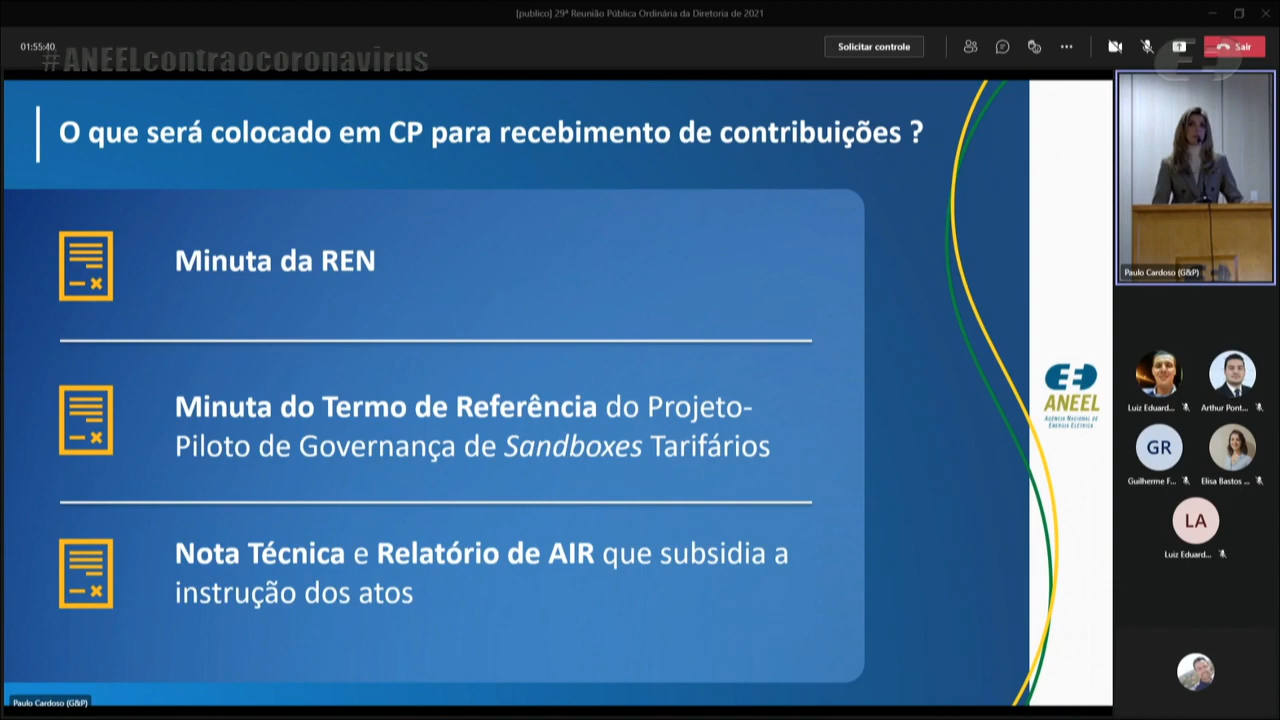 [publico] 29ª Reunião Pública Ordinária da Diretoria de 2021
01:55:40
#ANEELcontraocoronavirus
Solicitar controle
Sair
O que será colocado em CP para recebimento de contribuições ?
Minuta da REN
Minuta do Termo de Referência do Projeto-
Piloto de Governança de Sandboxes Tarifários
Nota Técnica e Relatório de AIR que subsidia a
instrução dos atos
ANEEL
AGÊNCIA NACIONAL DE
ENERGIA ELÉTRICA
Paulo Cardoso (G&P)
Luiz Eduard...
Arthur Pont...
GR
Guilherme F...
Elisa Bastos ...
LA
Luiz Eduard...
Paulo Cardoso (G&P)